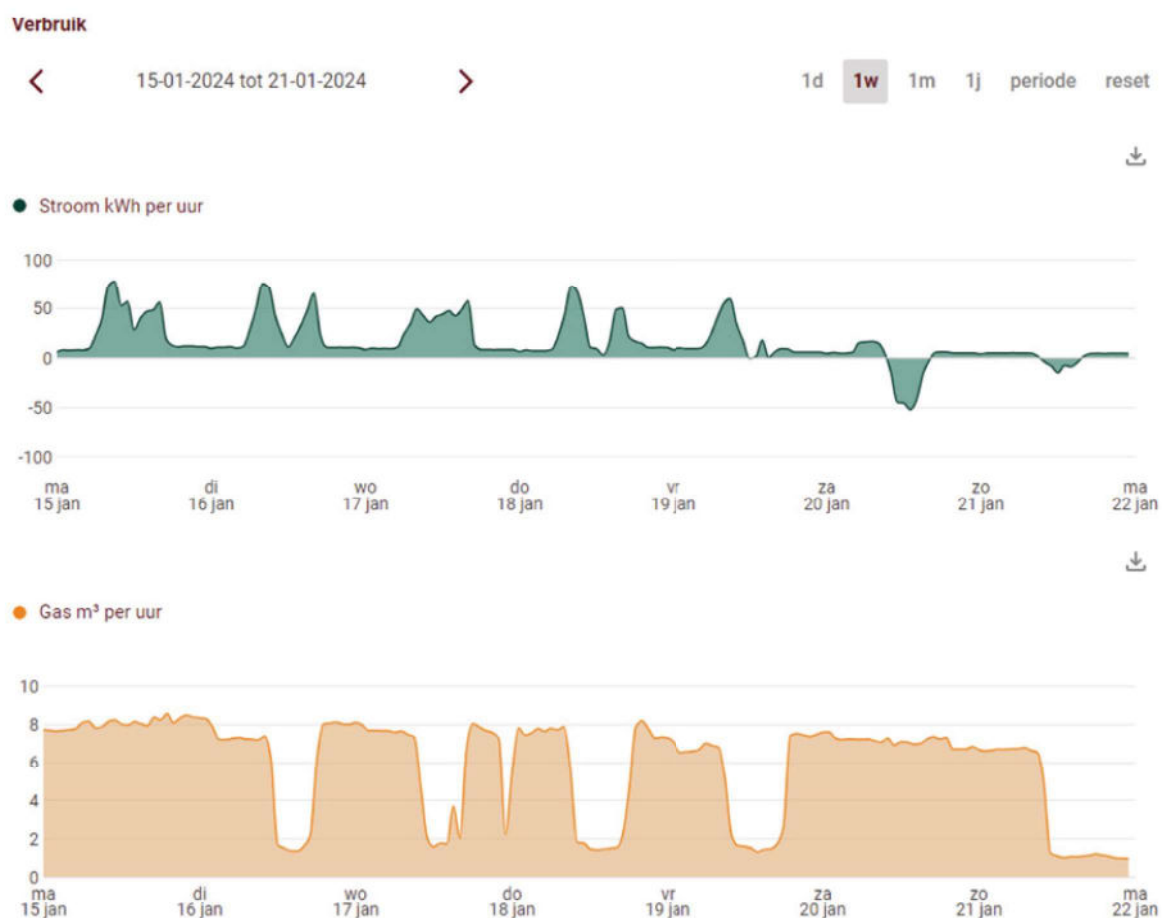 Verbruik
15-01-2024 tot 21-01-2024
1d 1w 1m 1j periode reset
Stroom kWh per uur
100
50
0
-50
-100
ma di wo do vr za zo ma
15 jan 16 jan 17 jan 18 jan 19 jan 20 jan 21 jan 22 jan
Gas m³ per uur
10
8
6
4
2
0
ma di wo do vr za zo ma
15 jan 16 jan 17 jan 18 jan 19 jan 20 jan 21 jan 22 jan